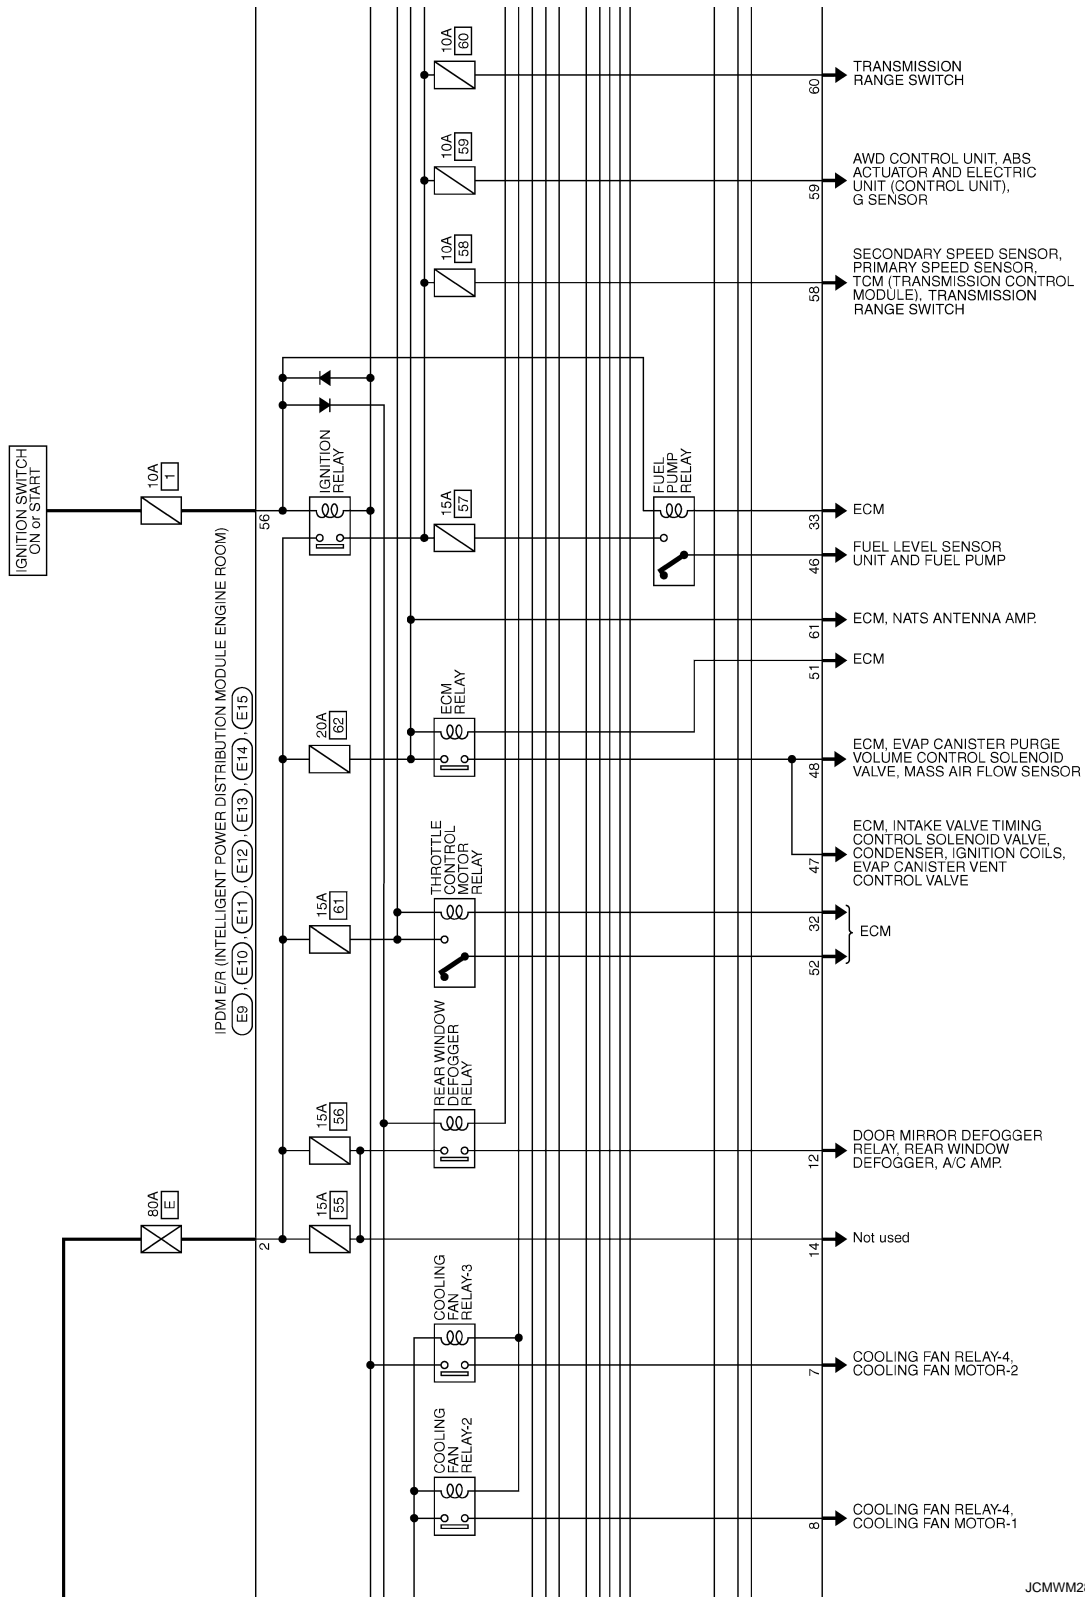 10A
60
60
TRANSMISSION
RANGE SWITCH
10A
59
59
AWD CONTROL UNIT, ABS
ACTUATOR AND ELECTRIC
UNIT (CONTROL UNIT),
G SENSOR
10A
58
58
SECONDARY SPEED SENSOR,
PRIMARY SPEED SENSOR,
TCM (TRANSMISSION CONTROL
MODULE), TRANSMISSION
RANGE SWITCH
IGNITION SWITCH
ON or START
10A
1
56
IGNITION
RELAY
15A
57
FUEL
PUMP
RELAY
33
ECM
46
FUEL LEVEL SENSOR
UNIT AND FUEL PUMP
IPDM E/R (INTELLIGENT POWER DISTRIBUTION MODULE ENGINE ROOM)
E9 , E10 , E11 , E12 , E13 , E14 , E15
61
ECM, NATS ANTENNA AMP.
51
ECM
20A
62
ECM
RELAY
48
ECM, EVAP CANISTER PURGE
VOLUME CONTROL SOLENOID
VALVE, MASS AIR FLOW SENSOR
47
ECM, INTAKE VALVE TIMING
CONTROL SOLENOID VALVE,
CONDENSER, IGNITION COILS,
EVAP CANISTER VENT
CONTROL VALVE
15A
61
THROTTLE
CONTROL
MOTOR
RELAY
32
52
ECM
15A
56
REAR WINDOW
DEFOGGER
RELAY
12
DOOR MIRROR DEFOGGER
RELAY, REAR WINDOW
DEFOGGER, A/C AMP.
80A
E
2
15A
55
14
Not used
COOLING
FAN
RELAY-3
7
COOLING FAN RELAY-4,
COOLING FAN MOTOR-2
COOLING
FAN
RELAY-2
8
COOLING FAN RELAY-4,
COOLING FAN MOTOR-1